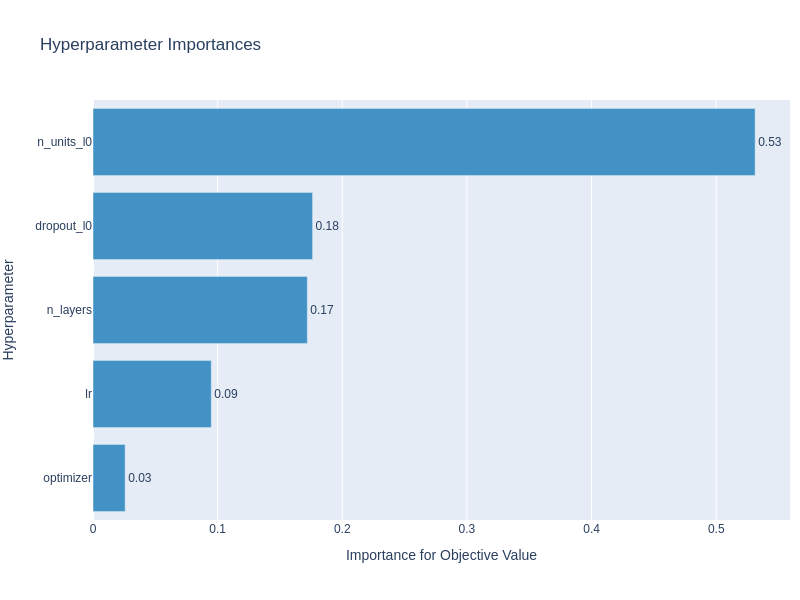 Hyperparameter Importances
Hyperparameter
n_units_l0
0.53
dropout_l0
0.18
n_layers
0.17
lr
0.09
optimizer
0.03
0 0.1 0.2 0.3 0.4 0.5
Importance for Objective Value